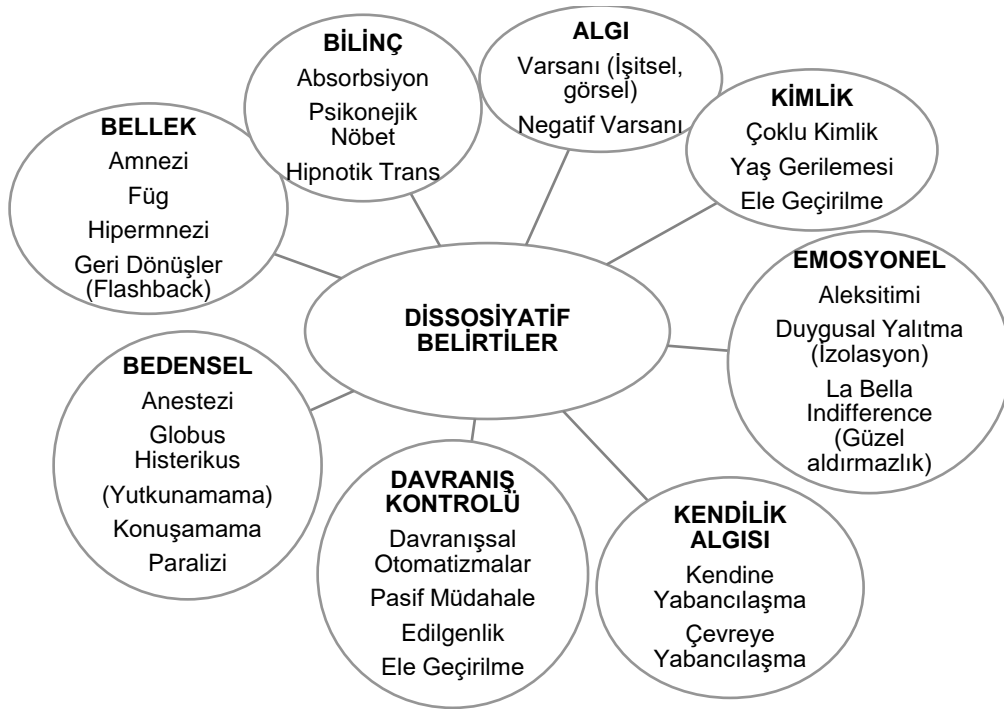 BİLİNÇ
Absorbsiyon
Psikonejik
Nöbet
Hipnotik Trans
ALGI
Varsanı (İşitsel,
görsel)
Negatif Varsanı
KİMLİK
Çoklu Kimlik
Yaş Gerilemesi
Ele Geçirilme
BELLEK
Amnezi
Füg
Hipermnezi
Geri Dönüşler
(Flashback)
DİSSOSİYATİF
BELİRTİLER
EMOSYONEL
Aleksitimi
Duygusal Yalıtma
(İzolasyon)
La Bella
Indifference
(Güzel
aldırmazlık)
BEDENSEL
Anestezi
Globus
Histerikus
(Yutkunamama)
Konuşamama
Paralizi
DAVRANIŞ
KONTROLÜ
Davranışsal
Otomatizmalar
Pasif Müdahale
Edilgenlik
Ele Geçirilme
KENDİLİK
ALGISI
Kendine
Yabancılaşma
Çevreye
Yabancılaşma